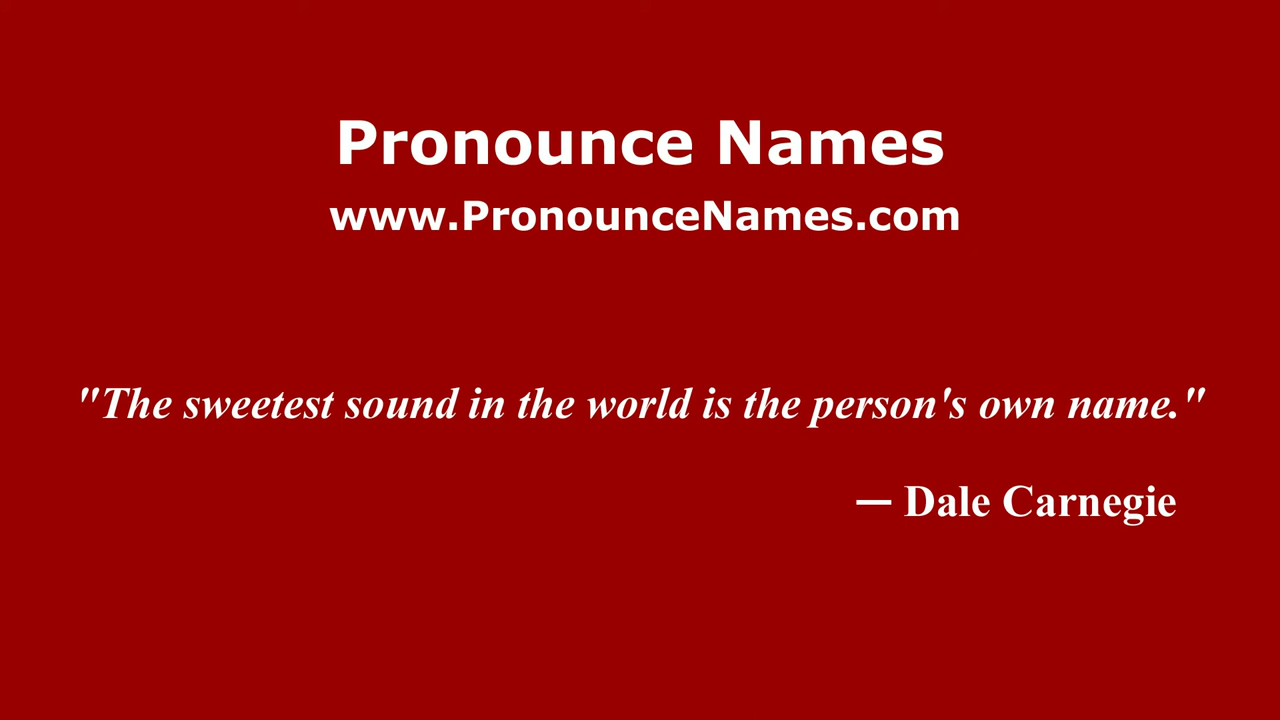 Pronounce Names
www.PronounceNames.com
"The sweetest sound in the world is the person's own name."
— Dale Carnegie